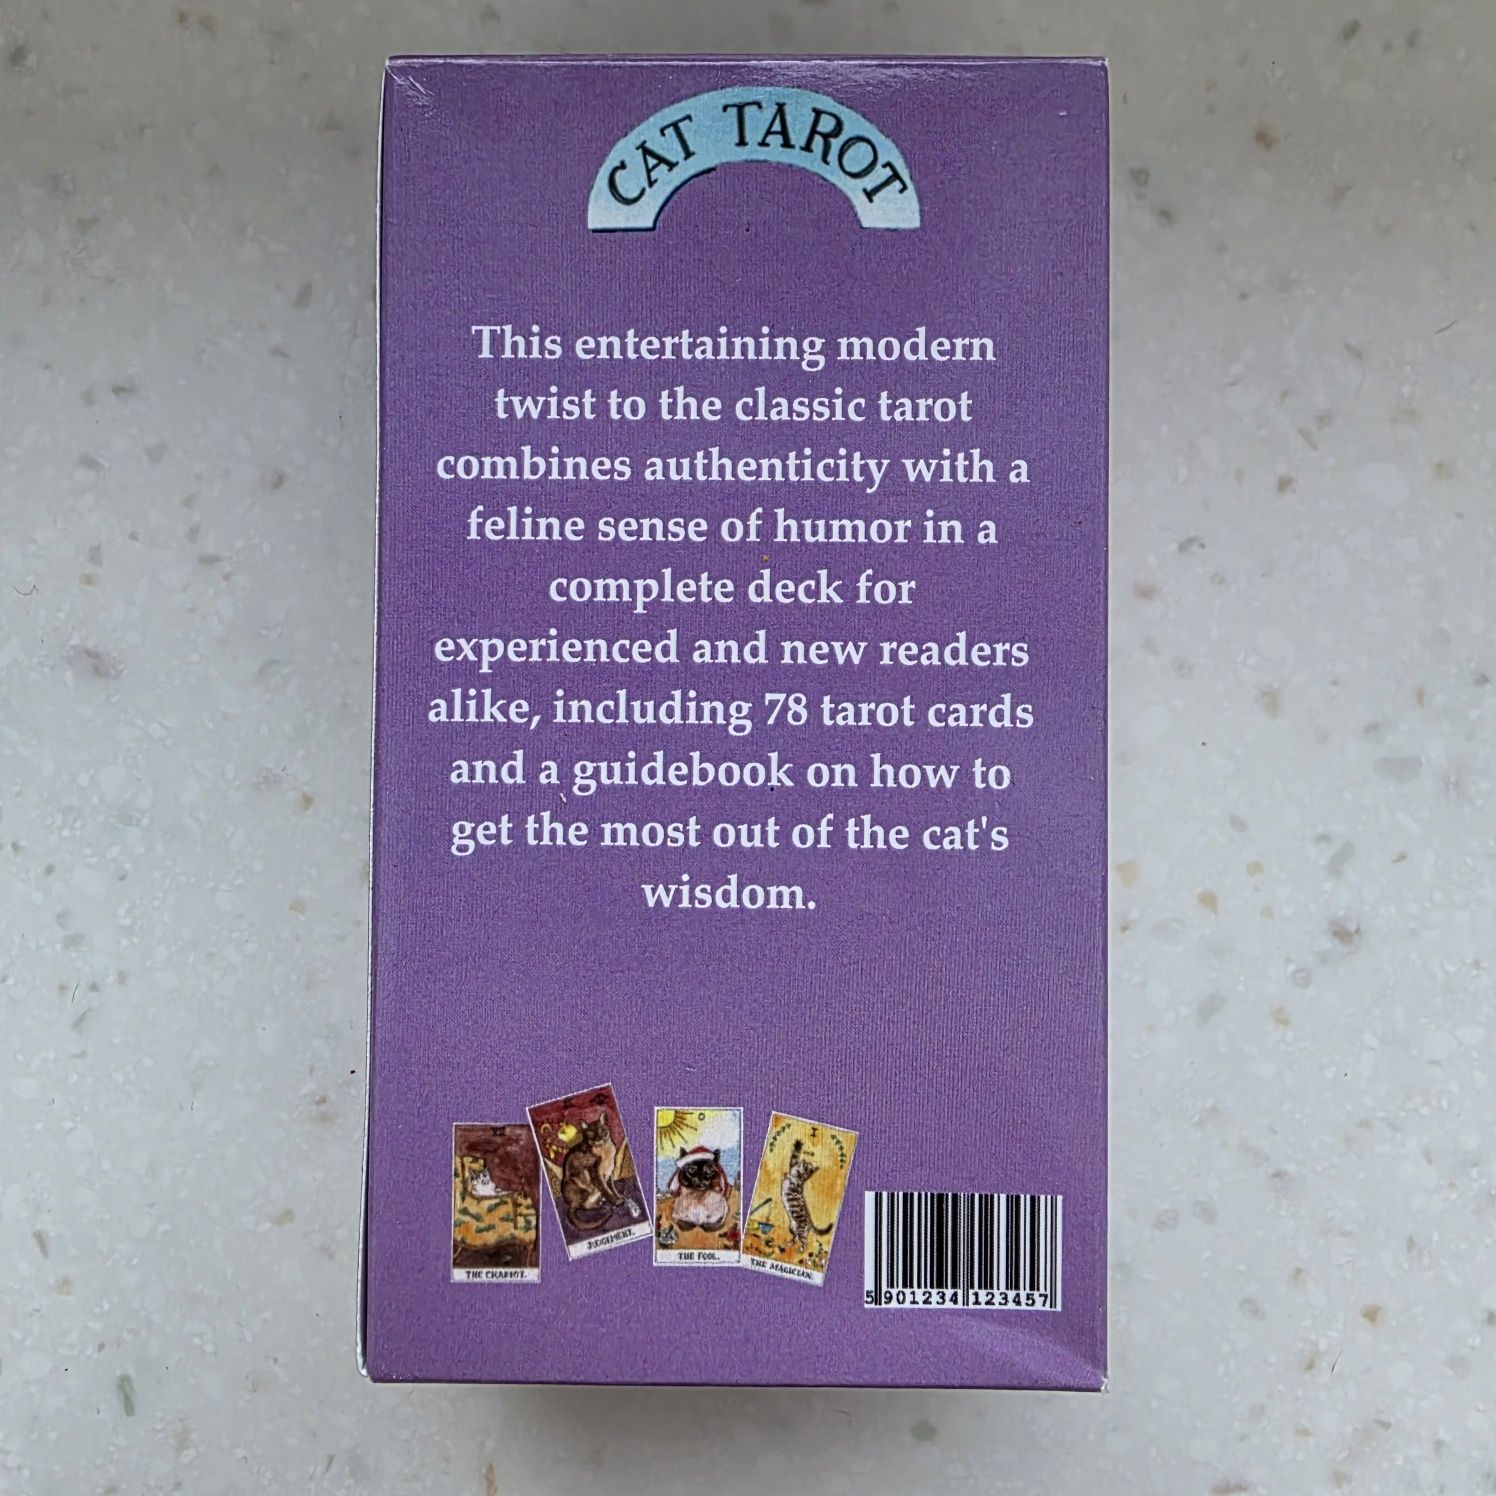 CAT TAROT
This entertaining modern
twist to the classic tarot
combines authenticity with a
feline sense of humor in a
complete deck for
experienced and new readers
alike, including 78 tarot cards
and a guidebook on how to
get the most out of the cat's
wisdom.
VII
THE CHARIOT.
JUDGEMENT.
0
THE FOOL.
I
THE MAGICIAN.
5 901234 123457